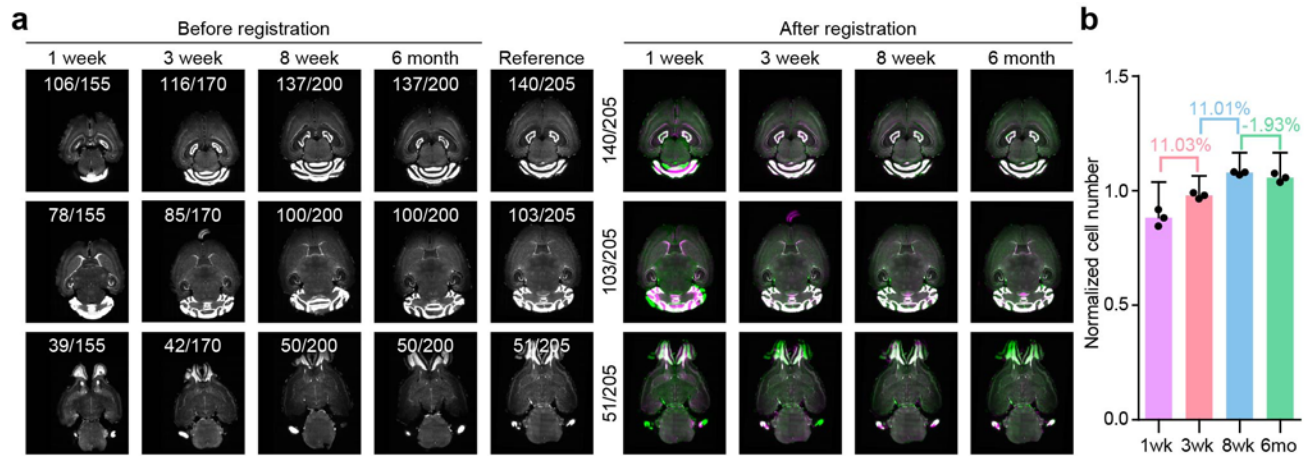 a
Before registration
After registration
1 week 3 week 8 week 6 month Reference 1 week 3 week 8 week 6 month
106/155 116/170 137/200 137/200 140/205
140/205
78/155 85/170 100/200 100/200 103/205
103/205
39/155 42/170 50/200 50/200 51/205
51/205
b
Normalized cell number
1.5
1.0
0.5
0.0
11.03%
11.01%
-1.93%
1wk 3wk 8wk 6mo